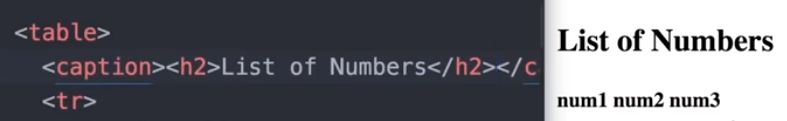 <table>
<caption><h2>List of Numbers</h2></c
<tr>
List of Numbers
num1 num2 num3